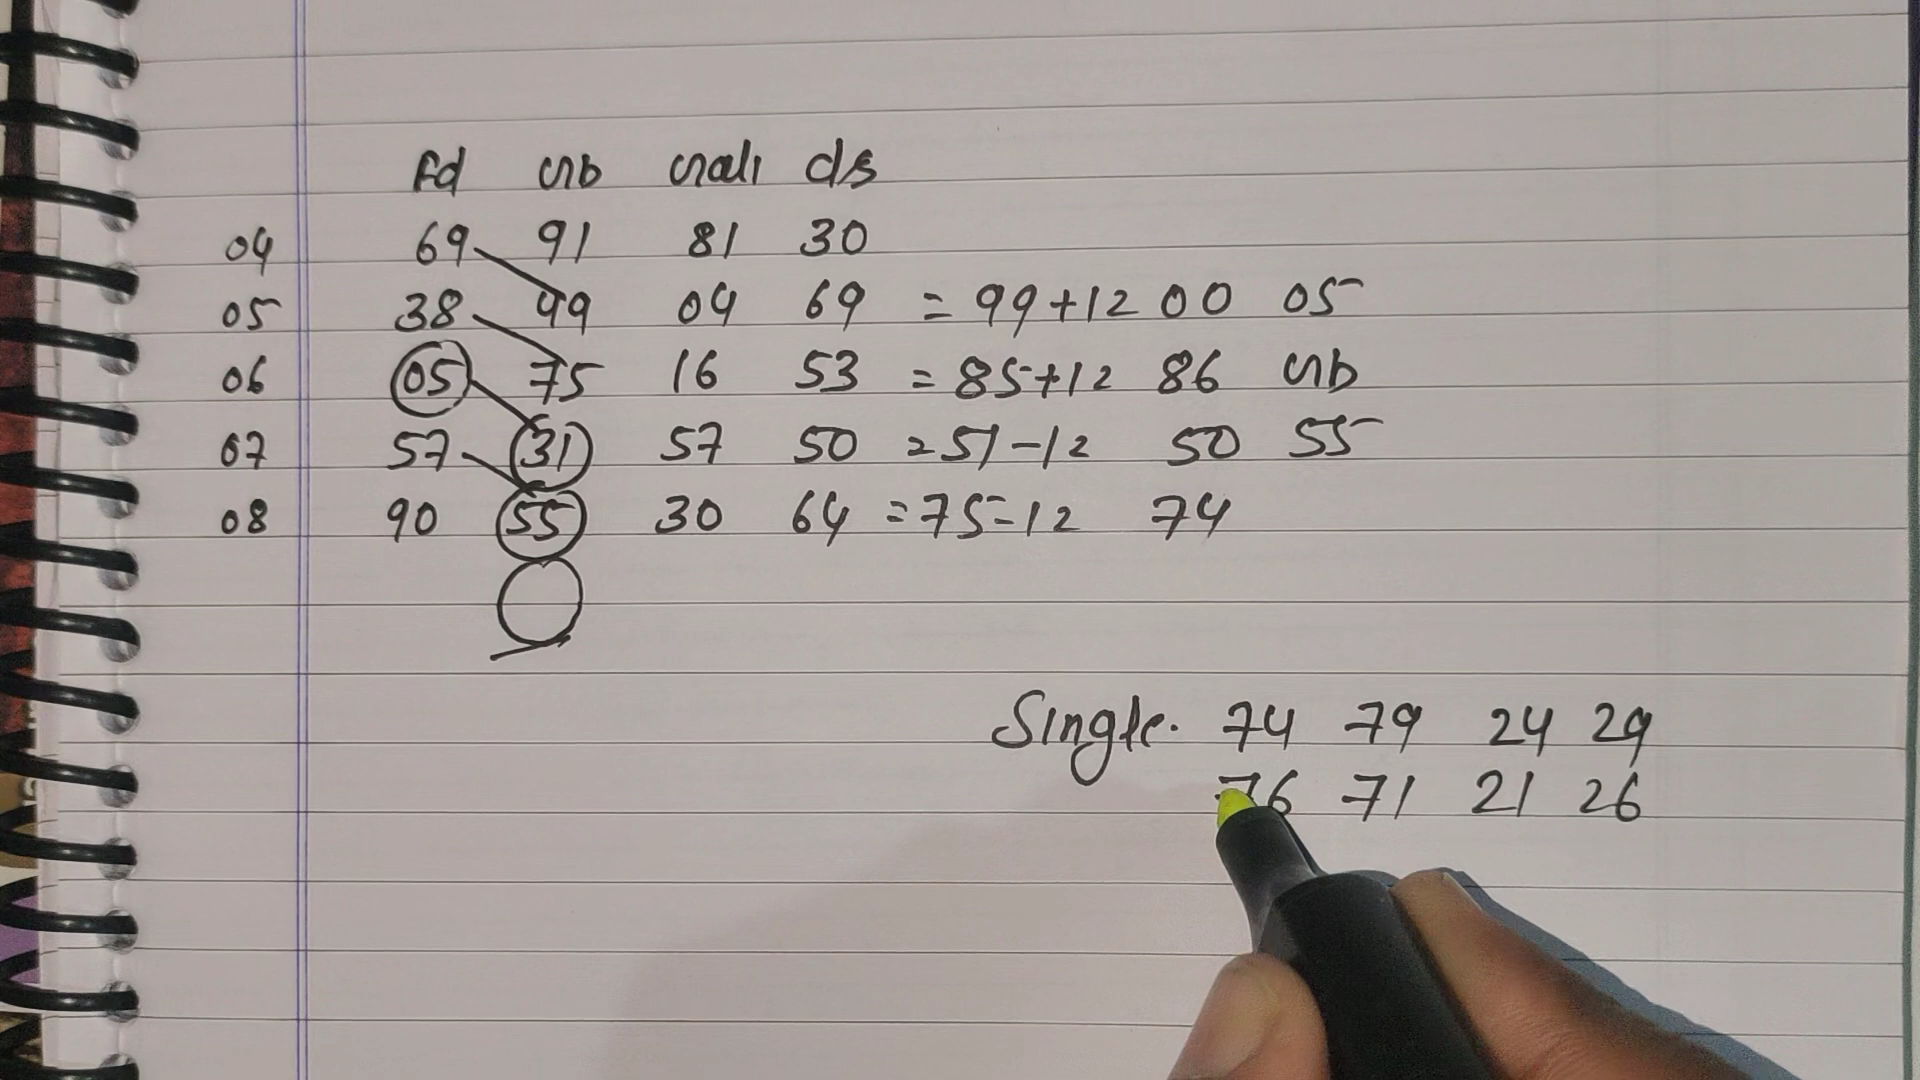 Fd GB Gali ds
04 69 91 81 30
05 38 49 04 69 = 99+12 00 05
06 05 75 16 53 = 85+12 86 GB
07 57 31 57 50 = 51-12 50 55
08 90 55 30 64 = 75-12 74
Single. 74 79 24 29
76 71 21 26